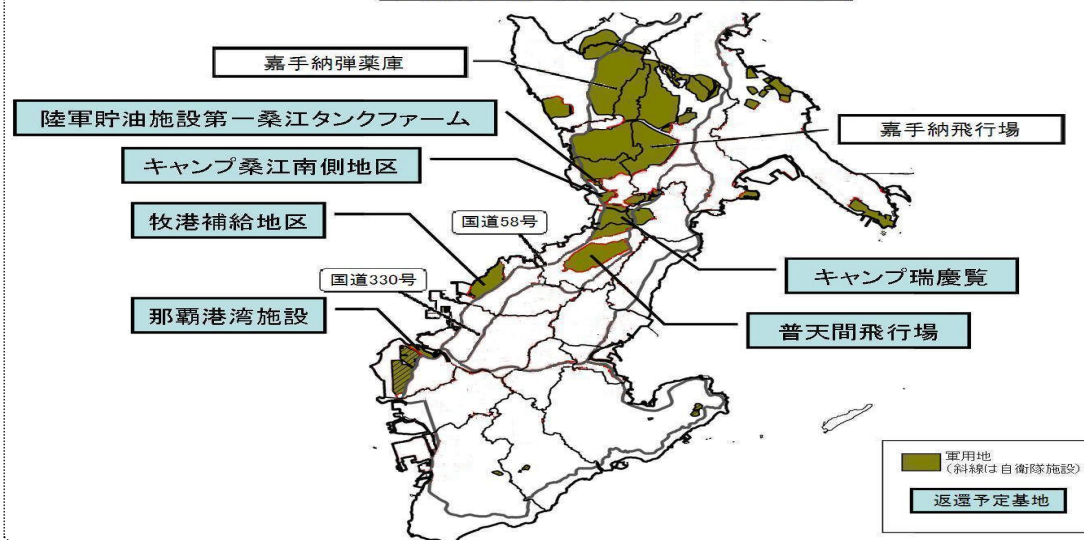 嘉手納弾薬庫
陸軍貯油施設第一桑江タンクファーム
嘉手納飛行場
キャンプ桑江南側地区
牧港補給地区
国道58号
キャンプ瑞慶覧
国道330号
那覇港湾施設
普天間飛行場
軍用地
(斜線は自衛隊施設)
返還予定基地